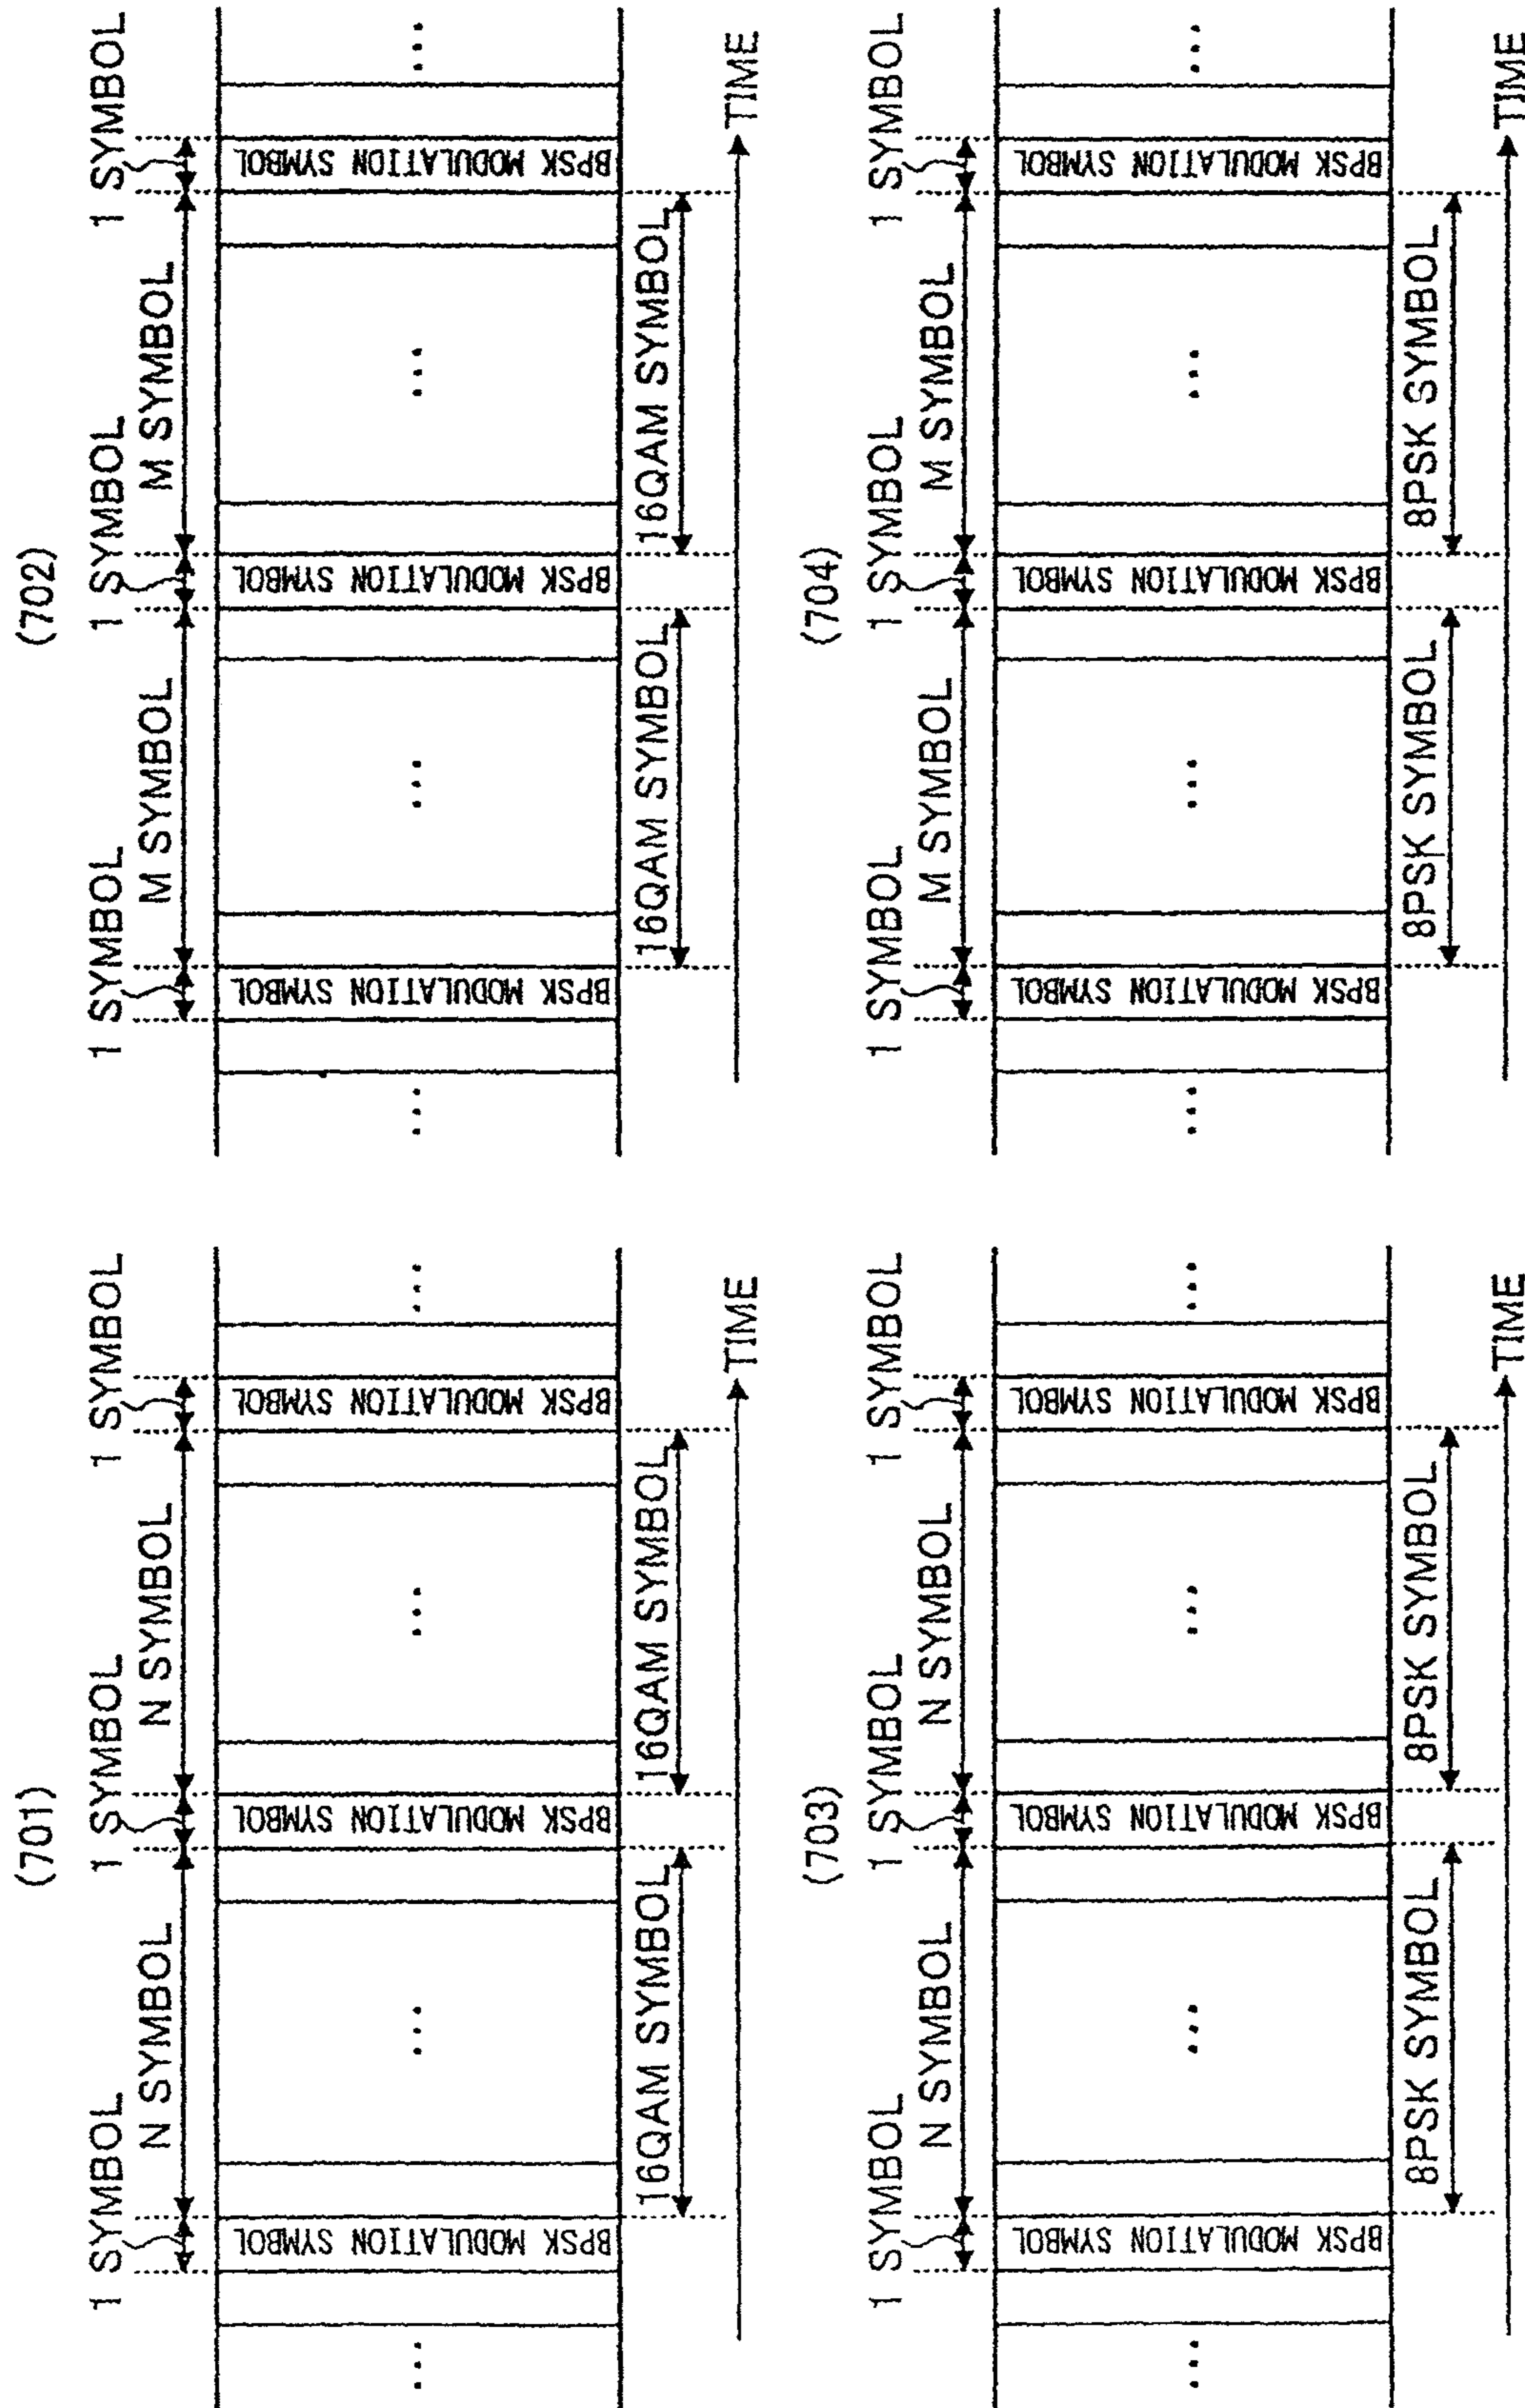 (701)
1 SYMBOL 1 SYMBOL 1 SYMBOL
N SYMBOL N SYMBOL
BPSK MODULATION SYMBOL
BPSK MODULATION SYMBOL
BPSK MODULATION SYMBOL
16QAM SYMBOL 16QAM SYMBOL
TIME
(702)
1 SYMBOL 1 SYMBOL 1 SYMBOL
M SYMBOL M SYMBOL
BPSK MODULATION SYMBOL
BPSK MODULATION SYMBOL
BPSK MODULATION SYMBOL
16QAM SYMBOL 16QAM SYMBOL
TIME
(703)
1 SYMBOL 1 SYMBOL 1 SYMBOL
N SYMBOL N SYMBOL
BPSK MODULATION SYMBOL
BPSK MODULATION SYMBOL
BPSK MODULATION SYMBOL
8PSK SYMBOL 8PSK SYMBOL
TIME
(704)
1 SYMBOL 1 SYMBOL 1 SYMBOL
M SYMBOL M SYMBOL
BPSK MODULATION SYMBOL
BPSK MODULATION SYMBOL
BPSK MODULATION SYMBOL
8PSK SYMBOL 8PSK SYMBOL
TIME